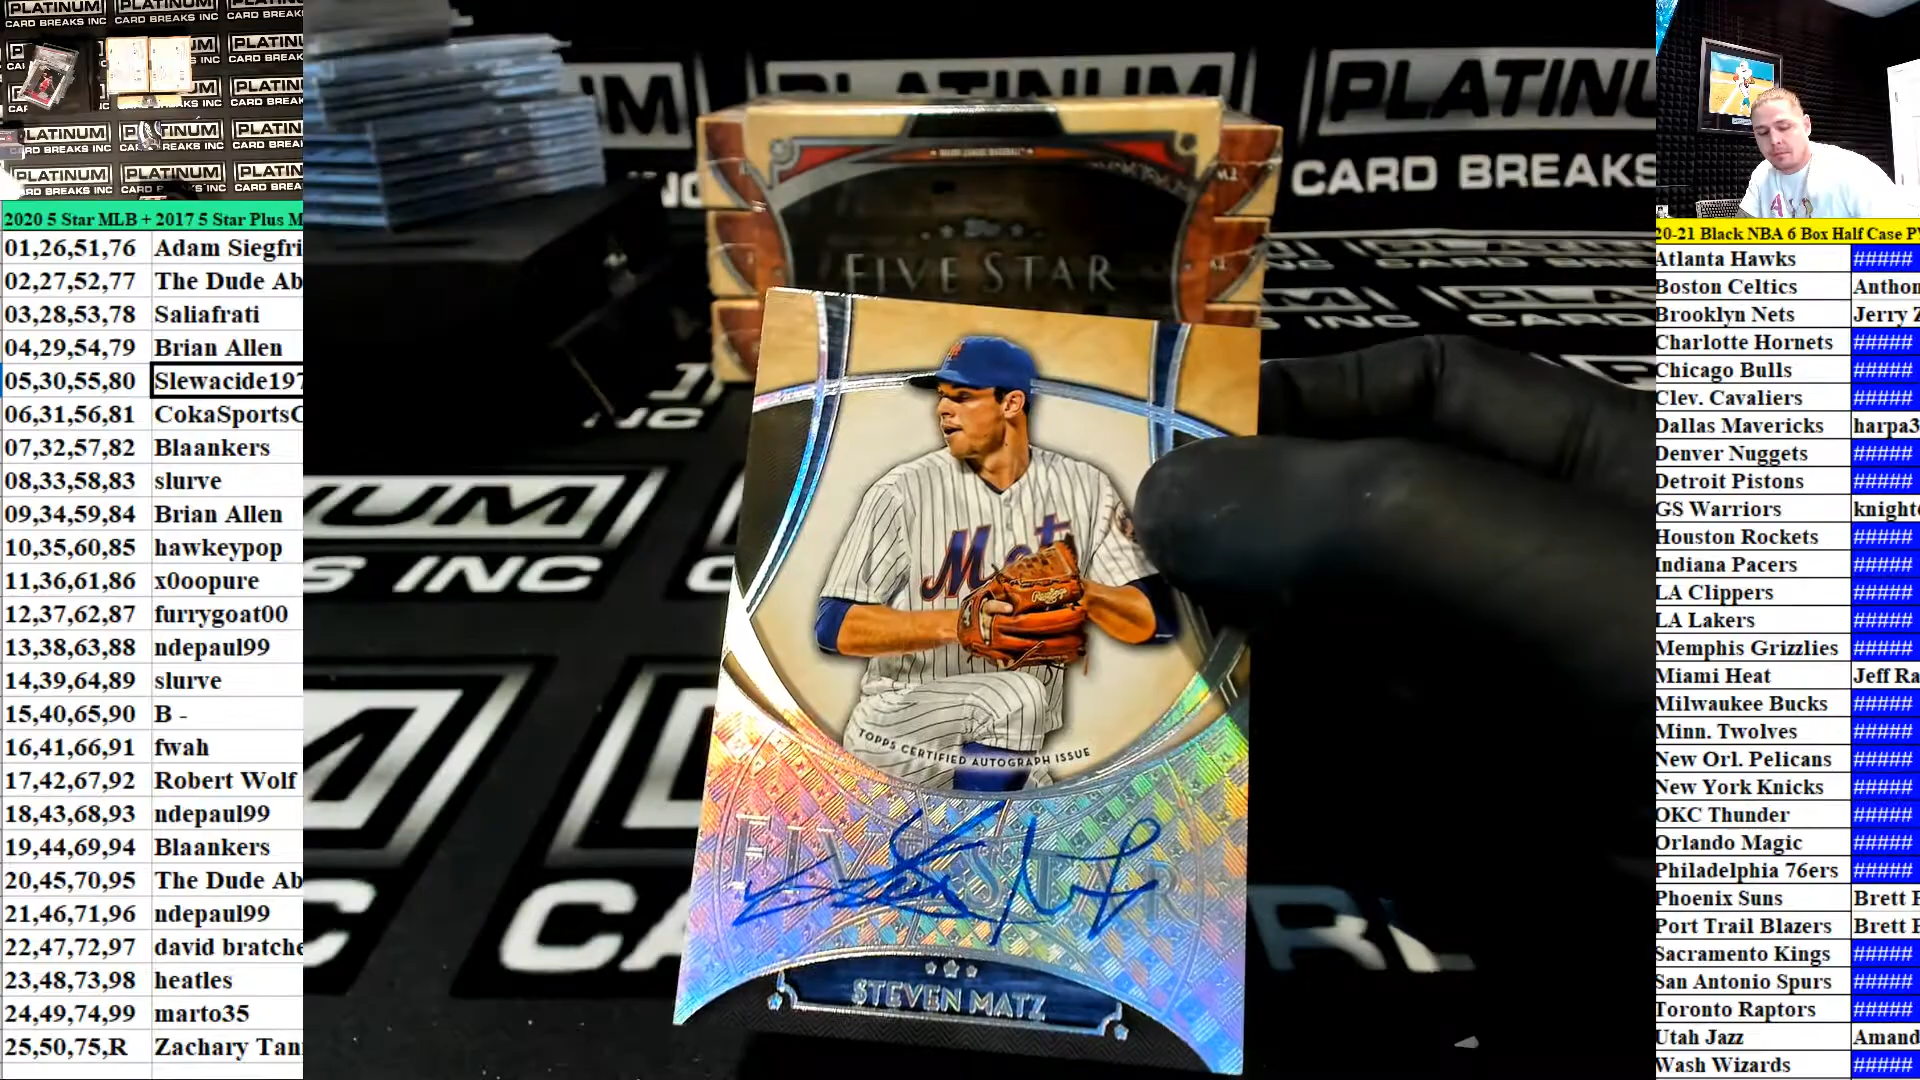 PLATINUM
CARD BREAKS INC
PLATINUM
CARD BREAKS
FIVE STAR
Mets
Rawlings
TOPPS CERTIFIED AUTOGRAPH ISSUE
FIVE STAR
STEVEN MATZ
2020 5 Star MLB + 2017 5 Star Plus M
01,26,51,76 Adam Siegfri
02,27,52,77 The Dude Ab
03,28,53,78 Saliafrati
04,29,54,79 Brian Allen
05,30,55,80 Slewacide197
06,31,56,81 CokaSportsC
07,32,57,82 Blaankers
08,33,58,83 slurve
09,34,59,84 Brian Allen
10,35,60,85 hawkeypop
11,36,61,86 x0oopure
12,37,62,87 furrygoat00
13,38,63,88 ndepaul99
14,39,64,89 slurve
15,40,65,90 B -
16,41,66,91 fwah
17,42,67,92 Robert Wolf
18,43,68,93 ndepaul99
19,44,69,94 Blaankers
20,45,70,95 The Dude Ab
21,46,71,96 ndepaul99
22,47,72,97 david bratche
23,48,73,98 heatles
24,49,74,99 marto35
25,50,75,R Zachary Tan
20-21 Black NBA 6 Box Half Case P
Atlanta Hawks #####
Boston Celtics Anthon
Brooklyn Nets Jerry Z
Charlotte Hornets #####
Chicago Bulls #####
Clev. Cavaliers #####
Dallas Mavericks harpa3
Denver Nuggets #####
Detroit Pistons #####
GS Warriors knight
Houston Rockets #####
Indiana Pacers #####
LA Clippers #####
LA Lakers #####
Memphis Grizzlies #####
Miami Heat Jeff Ra
Milwaukee Bucks #####
Minn. Twolves #####
New Orl. Pelicans #####
New York Knicks #####
OKC Thunder #####
Orlando Magic #####
Philadelphia 76ers #####
Phoenix Suns Brett
Port Trail Blazers Brett
Sacramento Kings #####
San Antonio Spurs #####
Toronto Raptors #####
Utah Jazz Amand
Wash Wizards #####